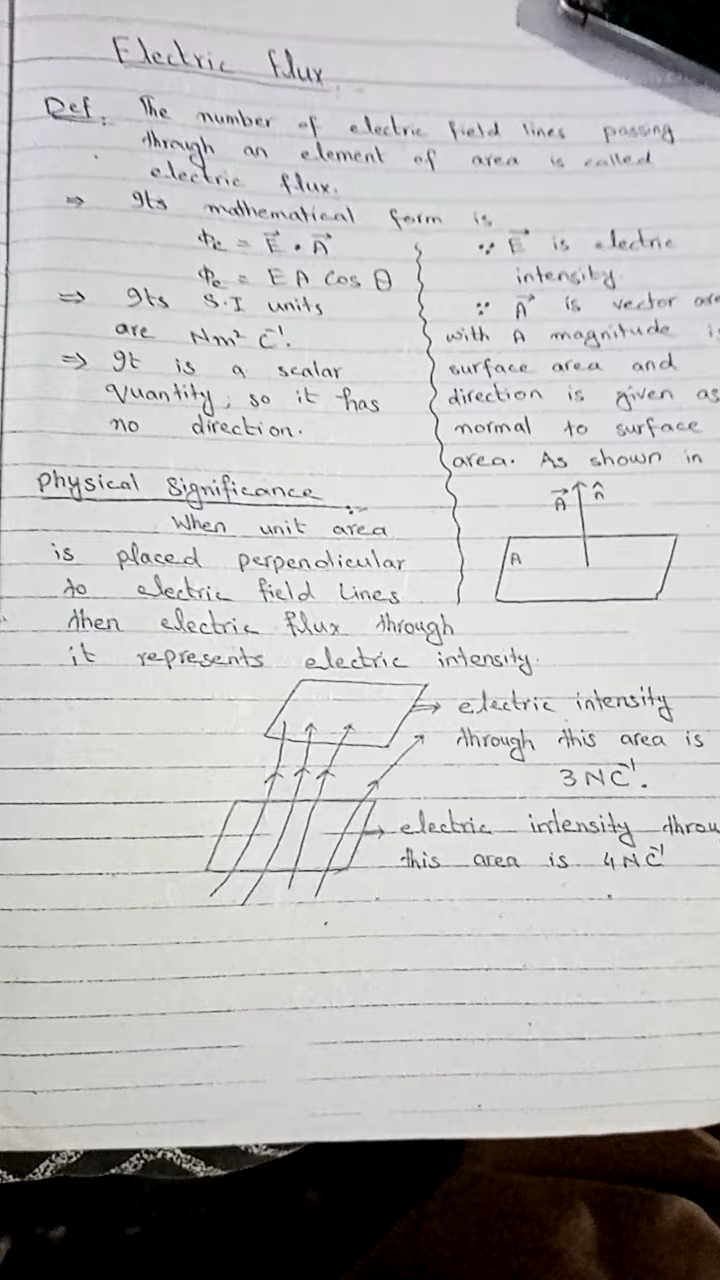 Electric flux
Def: The number of electric field lines passing
through an element of area is called
electric flux.
⇒ Its mathematical form is
Φe = E⃗ • A⃗
Φe = E A Cos θ
⇒ Its S.I units
are Nm² C⁻¹.
⇒ It is a scalar
quantity, so it has
no direction.
∵ E⃗ is electric
intensity.
∵ A⃗ is vector are
with A magnitude is
surface area and
direction is given as
normal to surface
area. As shown in
A⃗ n̂
A
Physical Significance :-
When unit area
is placed perpendicular
to electric field Lines
then electric flux through
it represents electric intensity.
⇒ electric intensity
through this area is
3 NC⁻¹.
→ electric intensity throu
this area is 4 NC⁻¹